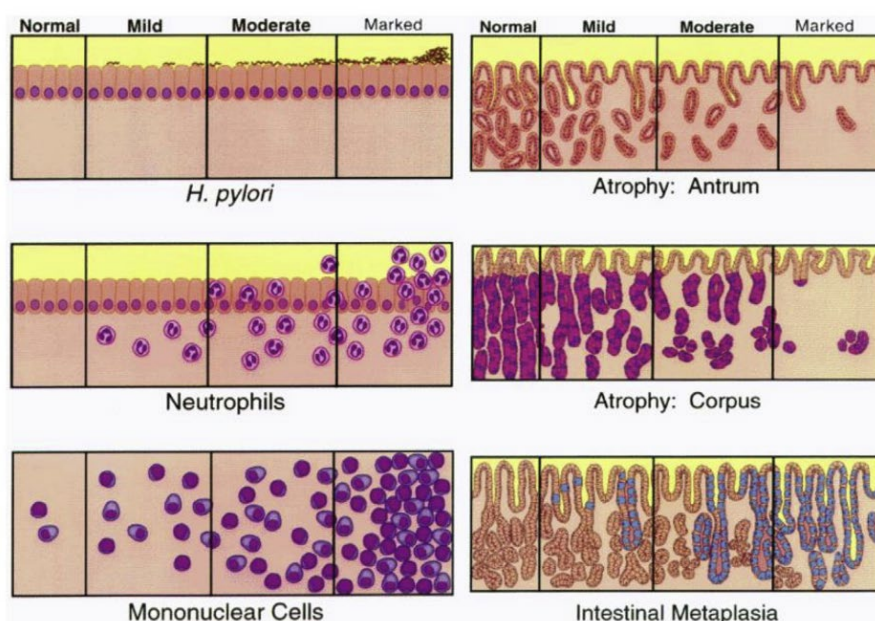 Normal Mild Moderate Marked
H. pylori
Neutrophils
Mononuclear Cells
Normal Mild Moderate Marked
Atrophy: Antrum
Atrophy: Corpus
Intestinal Metaplasia